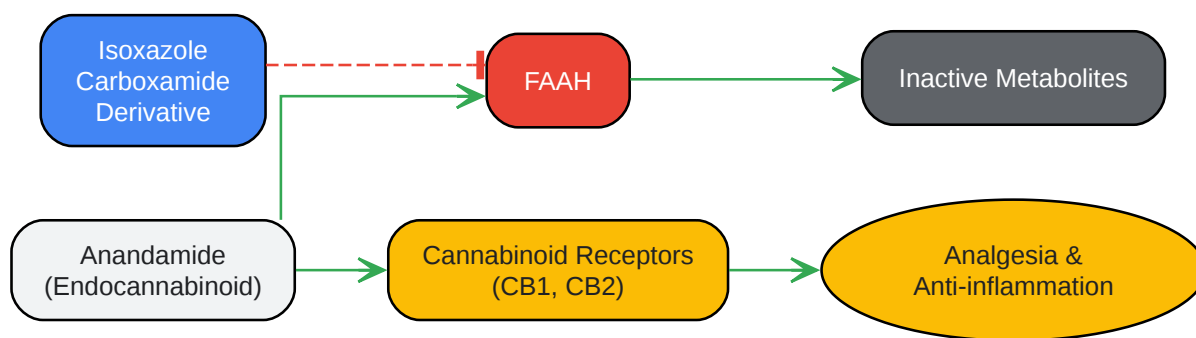 Isoxazole
Carboxamide
Derivative
FAAH
Inactive Metabolites
Anandamide
(Endocannabinoid)
Cannabinoid Receptors
(CB1, CB2)
Analgesia &
Anti-inflammation